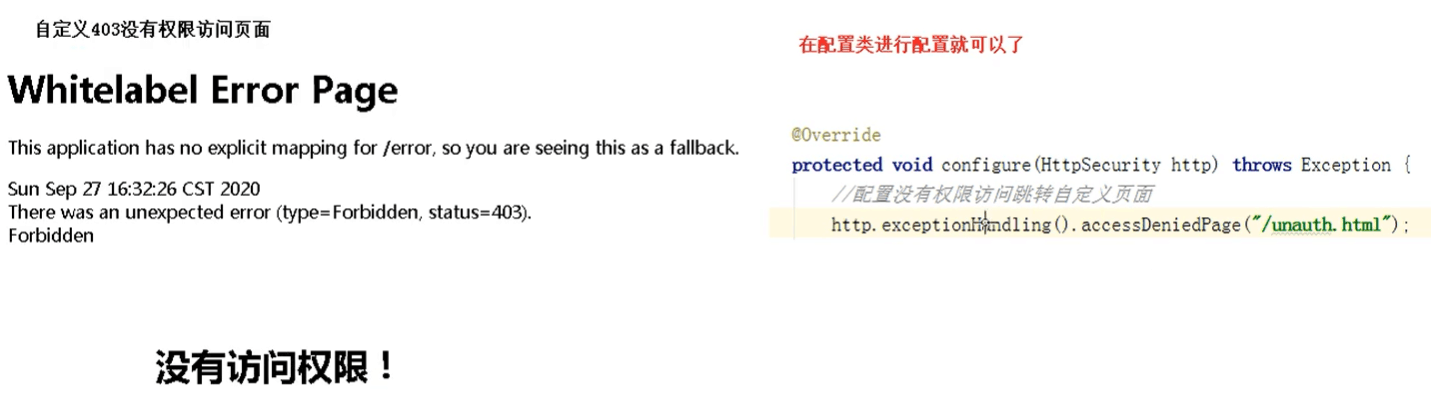 自定义403没有权限访问页面
Whitelabel Error Page
This application has no explicit mapping for /error, so you are seeing this as a fallback.
Sun Sep 27 16:32:26 CST 2020
There was an unexpected error (type=Forbidden, status=403).
Forbidden
没有访问权限！
在配置类进行配置就可以了
@Override
protected void configure(HttpSecurity http) throws Exception {
//配置没有权限访问跳转自定义页面
http.exceptionHandling().accessDeniedPage("/unauth.html");